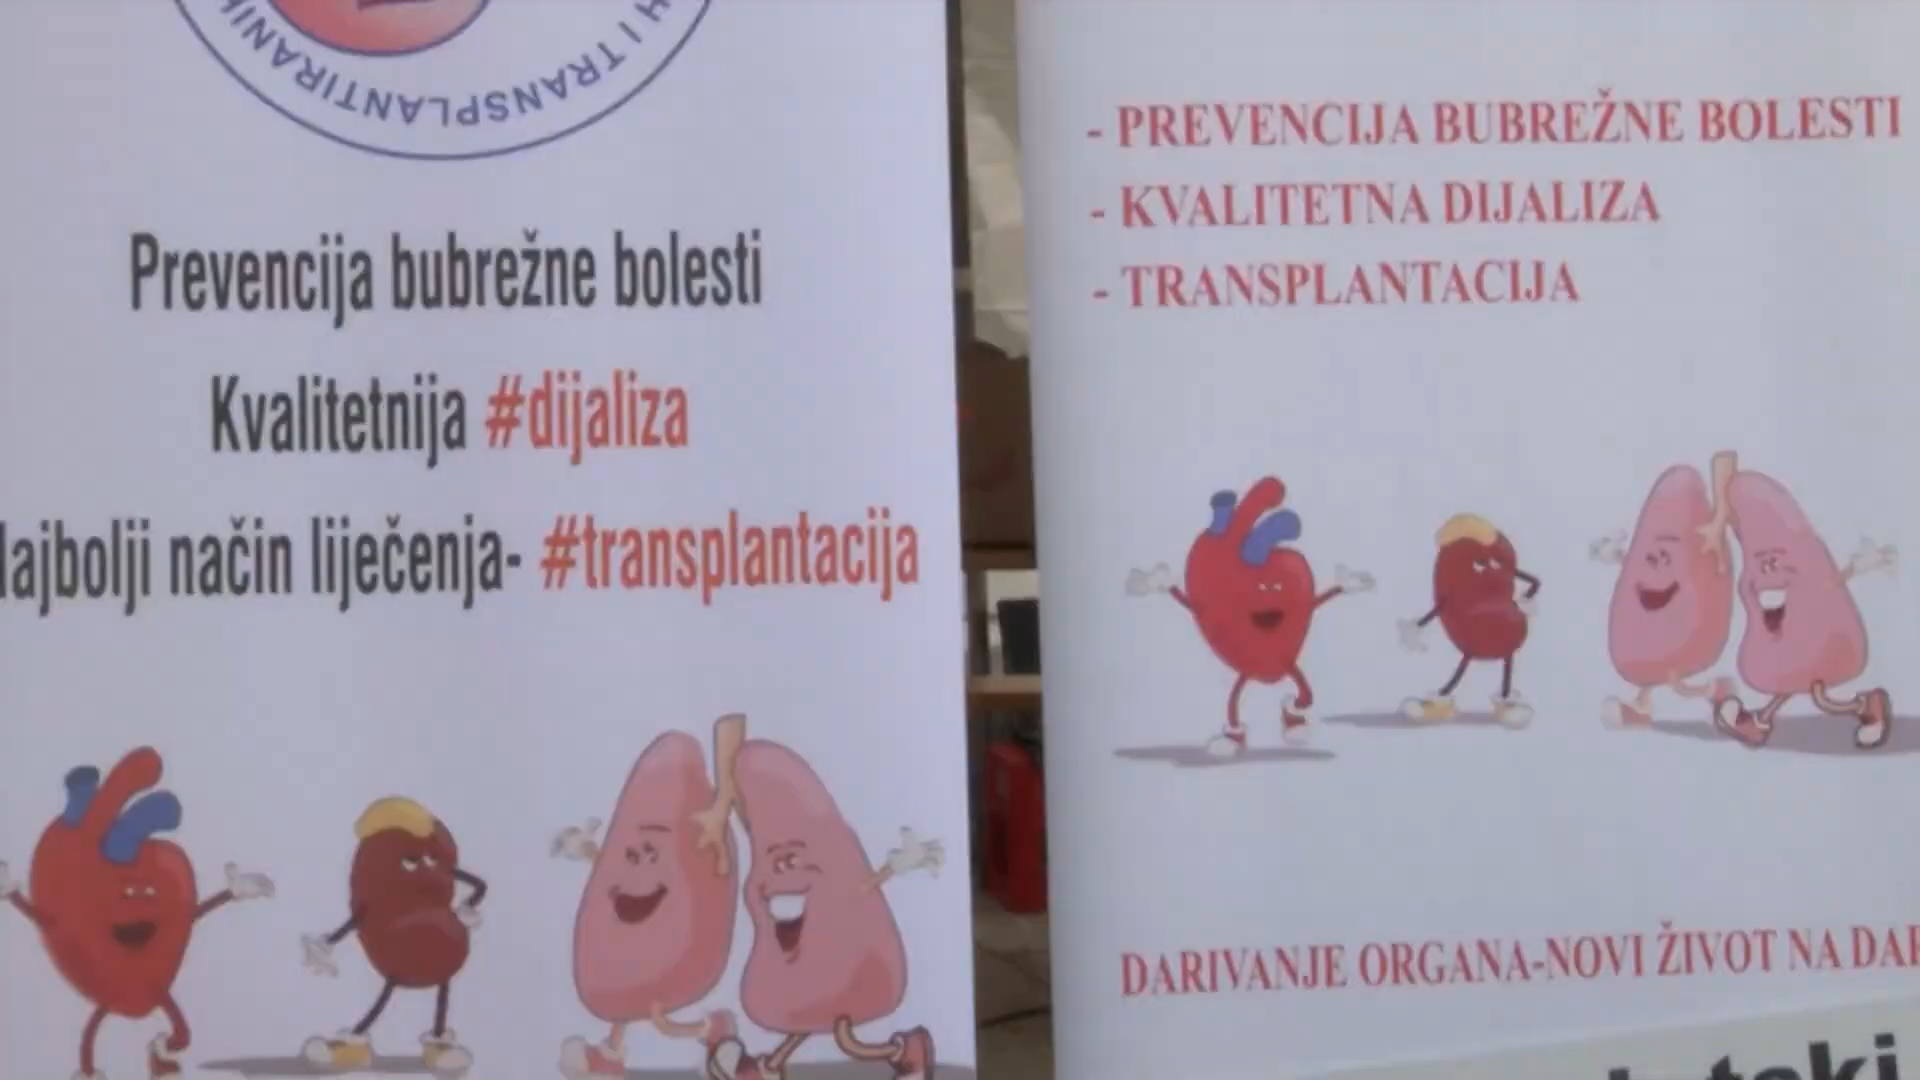 H I TRANSPLANTIRANIH
Prevencija bubrežne bolesti
Kvalitetnija #dijaliza
ajbolji način liječenja- #transplantacija
- PREVENCIJA BUBREŽNE BOLESTI
- KVALITETNA DIJALIZA
- TRANSPLANTACIJA
DARIVANJE ORGANA-NOVI ŽIVOT NA DAR